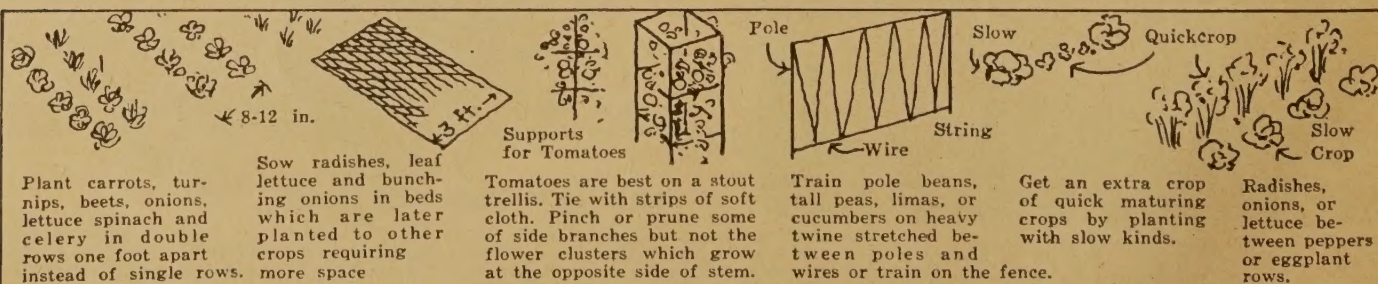 8-12 in.
Plant carrots, tur-
nips, beets, onions,
lettuce spinach and
celery in double
rows one foot apart
instead of single rows.
3 ft.
Sow radishes, leaf
lettuce and bunch-
ing onions in beds
which are later
planted to other
crops requiring
more space
Supports
for Tomatoes
Tomatoes are best on a stout
trellis. Tie with strips of soft
cloth. Pinch or prune some
of side branches but not the
flower clusters which grow
at the opposite side of stem.
Pole
String
Wire
Train pole beans,
tall peas, limas, or
cucumbers on heavy
twine stretched be-
tween poles and
wires or train on the fence.
Slow
Quickcrop
Get an extra crop
of quick maturing
crops by planting
with slow kinds.
Slow
Crop
Radishes,
onions, or
lettuce be-
tween peppers
or eggplant
rows.